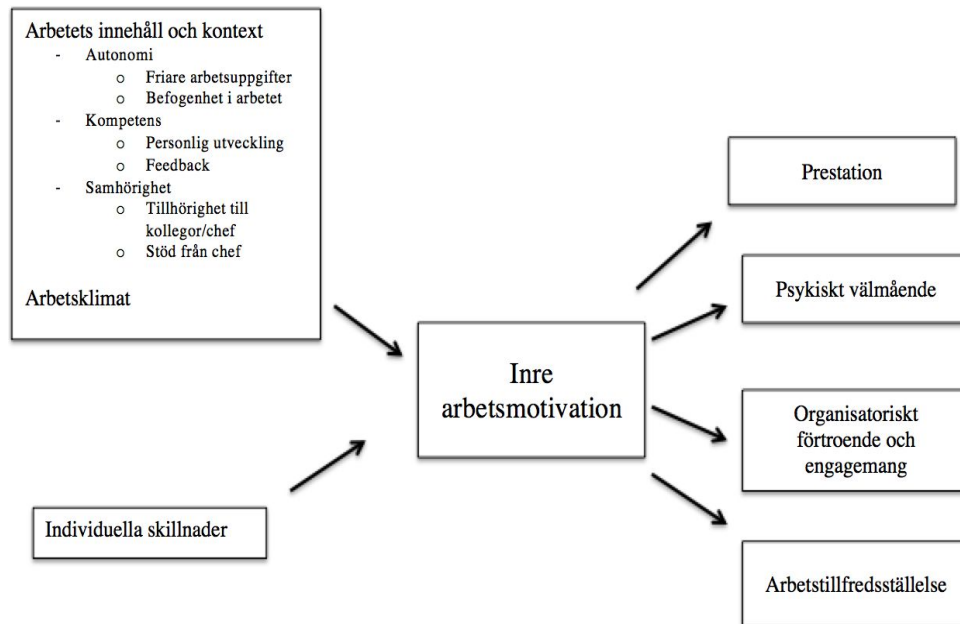 Arbetets innehåll och kontext
- Autonomi
o Friare arbetsuppgifter
o Befogenhet i arbetet
- Kompetens
o Personlig utveckling
o Feedback
- Samhörighet
o Tillhörighet till
kollegor/chef
o Stöd från chef
Arbetsklimat
Individuella skillnader
Inre
arbetsmotivation
Prestation
Psykiskt välmående
Organisatoriskt
förtroende och
engagemang
Arbetstillfredsställelse